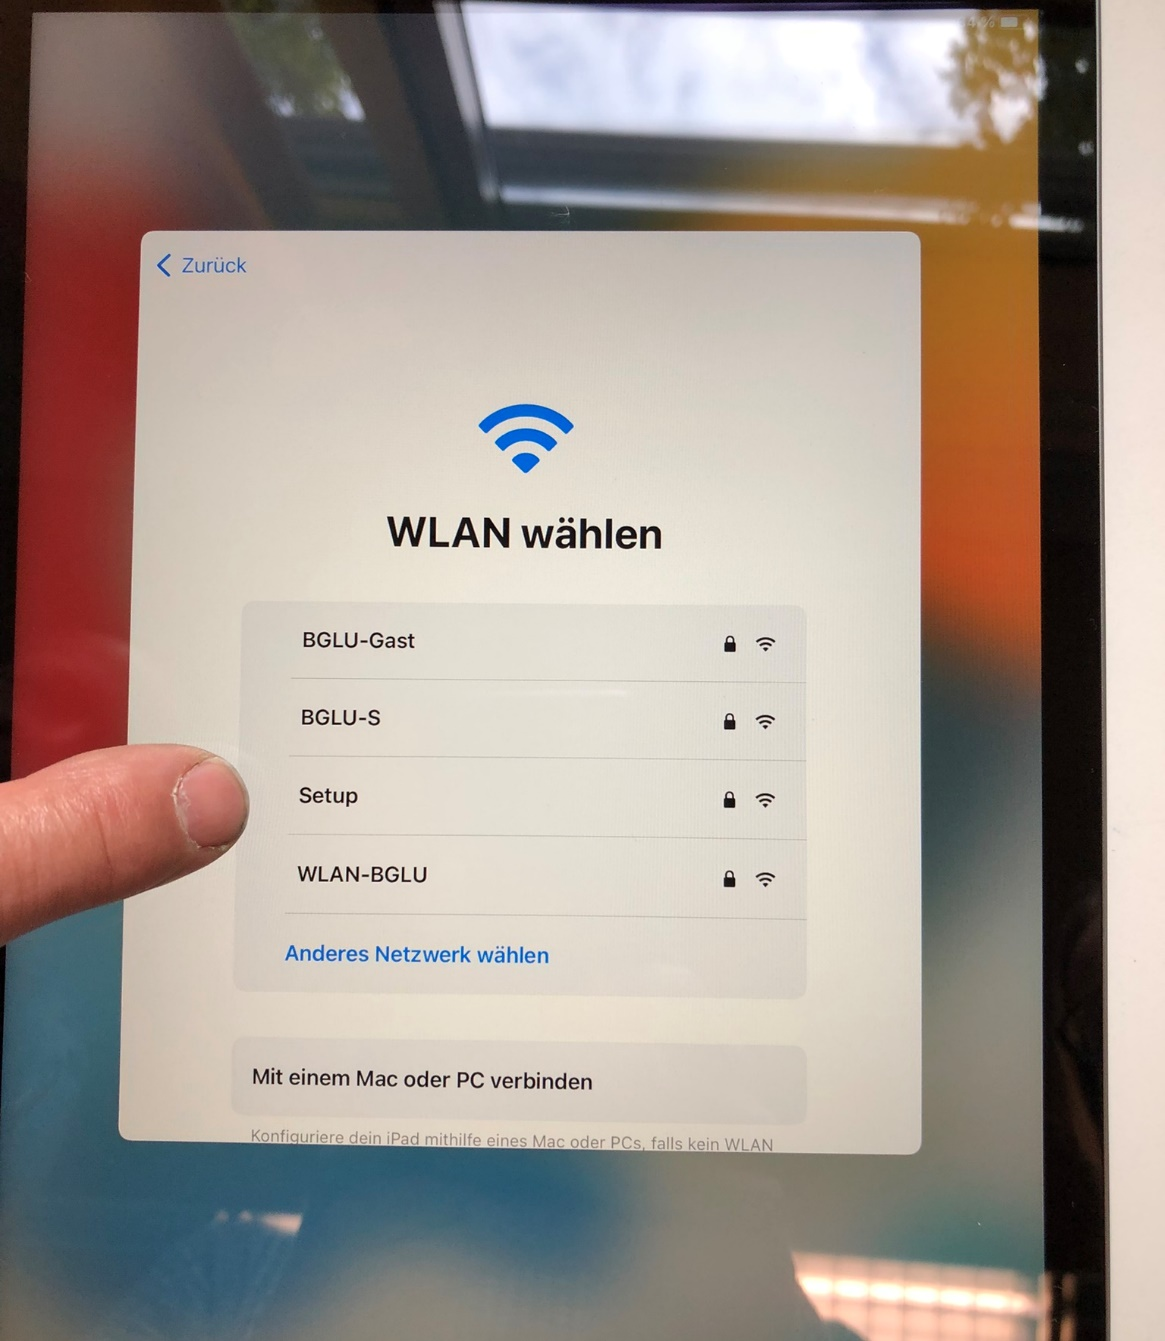 Zurück
WLAN wählen
BGLU-Gast
BGLU-S
Setup
WLAN-BGLU
Anderes Netzwerk wählen
Mit einem Mac oder PC verbinden
Konfiguriere dein iPad mithilfe eines Mac oder PCs, falls kein WLAN